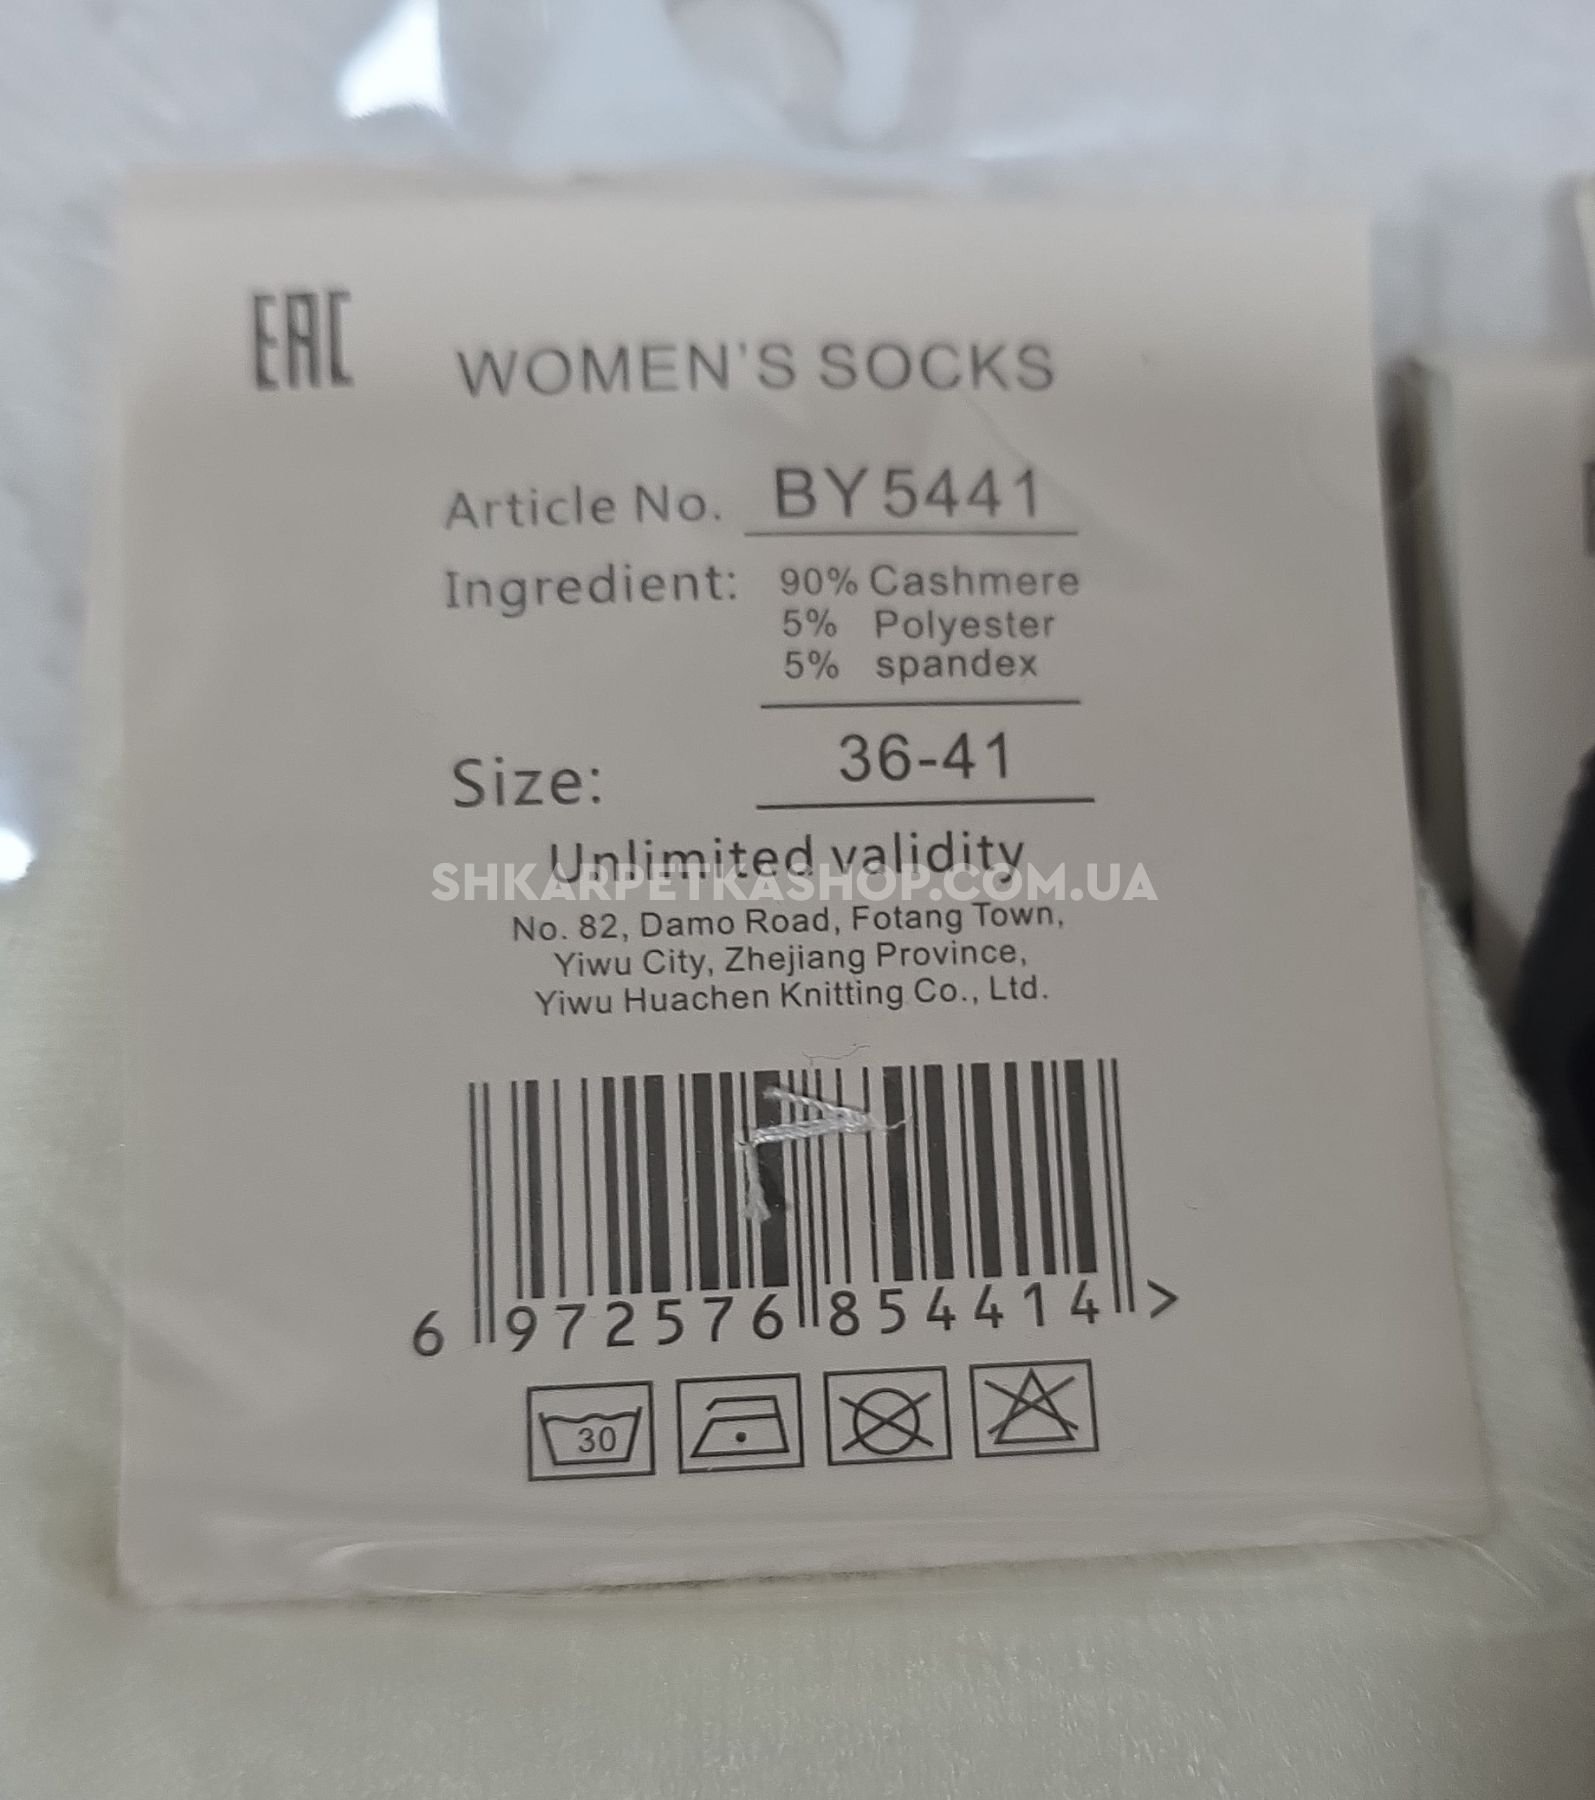 EAC
WOMEN'S SOCKS
Article No. BY5441
Ingredient: 90% Cashmere
5% Polyester
5% spandex
Size: 36-41
Unlimited validity
SHKARPETKASHOP.COM.UA
No. 82, Damo Road, Fotang Town,
Yiwu City, Zhejiang Province,
Yiwu Huachen Knitting Co., Ltd.
6 972576 854414 >
30